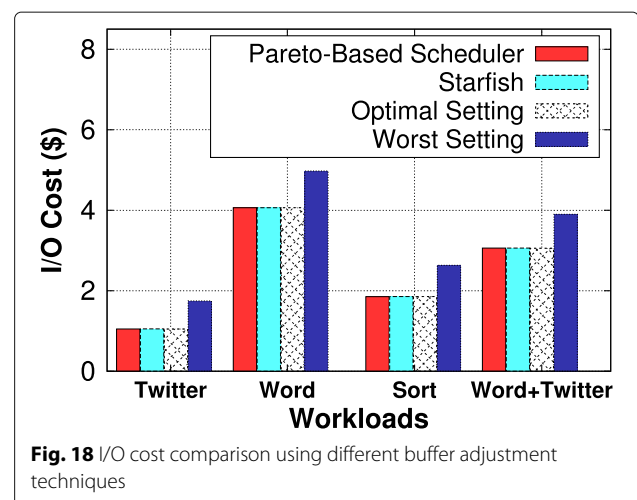 8
6
4
2
0
I/O Cost ($)
Pareto-Based Scheduler
Starfish
Optimal Setting
Worst Setting
Twitter Word Sort Word+Twitter
Workloads
Fig. 18 I/O cost comparison using different buffer adjustment
techniques